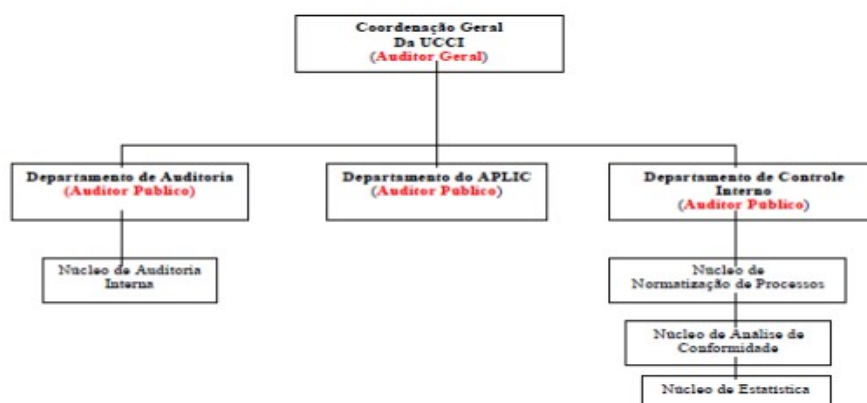 Coordenação Geral
Da UCCI
(Auditor Geral)
Departamento de Auditoria
(Auditor Público)
Departamento do APLIC
(Auditor Público)
Departamento de Controle
Interno
(Auditor Público)
Núcleo de Auditoria
Interna
Núcleo de
Normatização de Processos
Núcleo de Análise de
Conformidade
Núcleo de Estatística